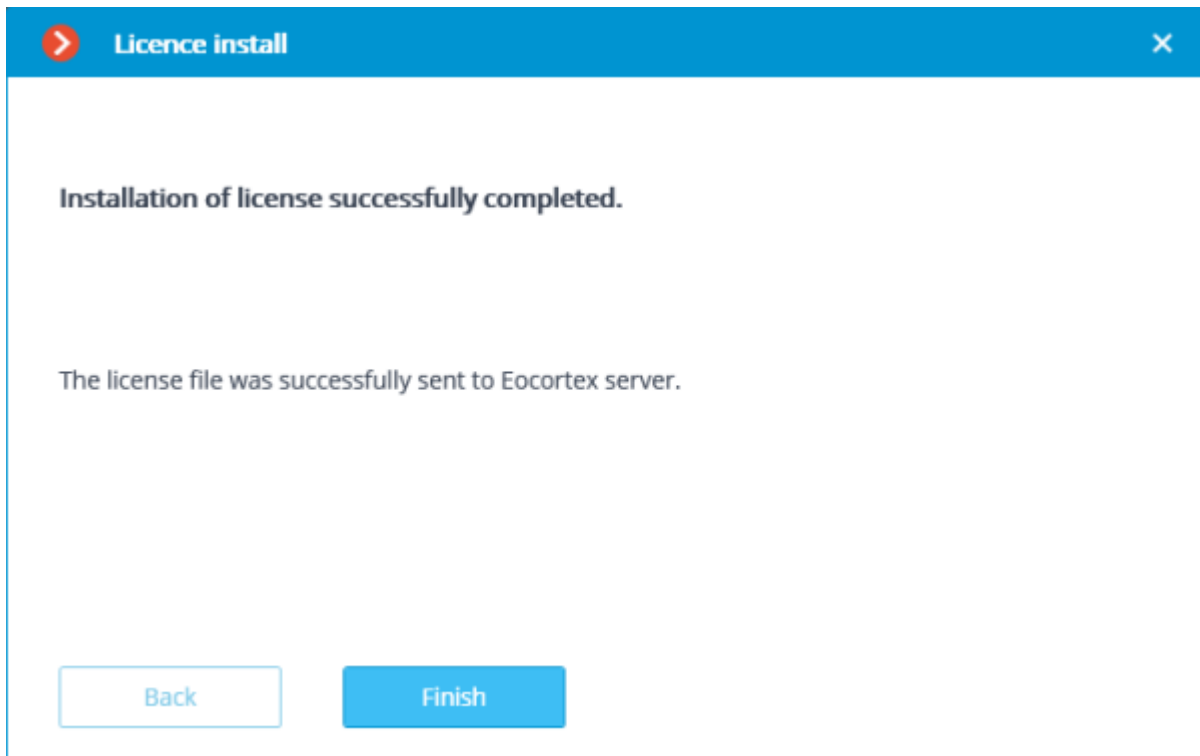 Licence install
Installation of license successfully completed.
The license file was successfully sent to Eocortex server.
Back
Finish